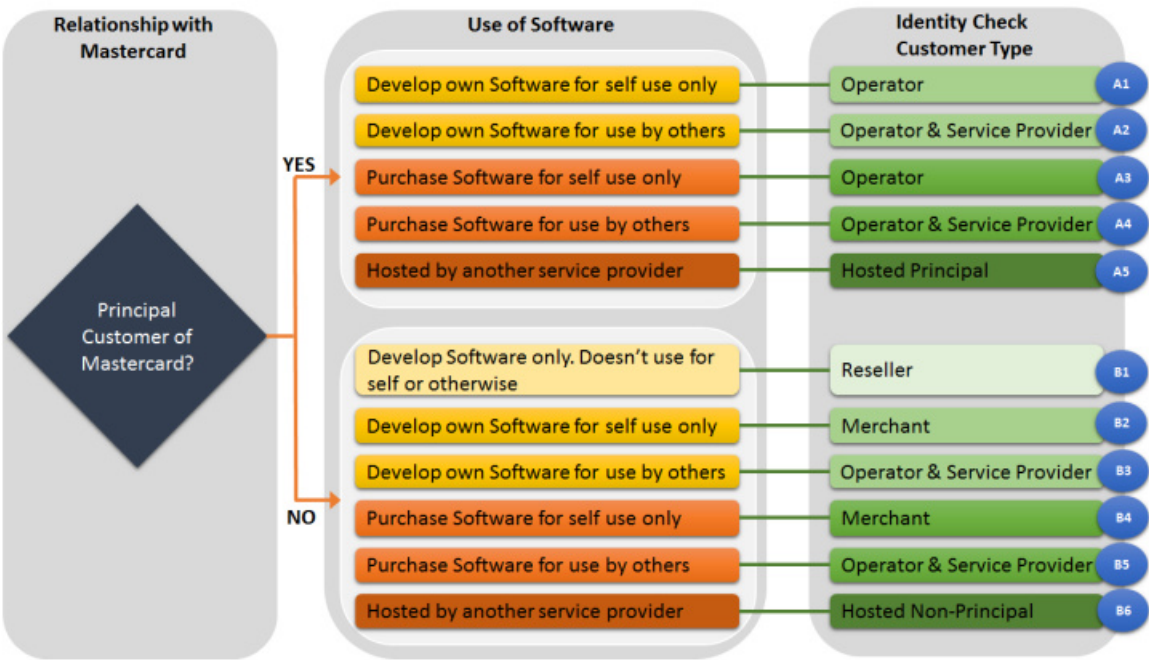 Relationship with
Mastercard
Use of Software
Identity Check
Customer Type
Principal
Customer of
Mastercard?
YES
Develop own Software for self use only
Operator
A1
Develop own Software for use by others
Operator & Service Provider
A2
Purchase Software for self use only
Operator
A3
Purchase Software for use by others
Operator & Service Provider
A4
Hosted by another service provider
Hosted Principal
A5
NO
Develop Software only. Doesn't use for
self or otherwise
Reseller
B1
Develop own Software for self use only
Merchant
B2
Develop own Software for use by others
Operator & Service Provider
B3
Purchase Software for self use only
Merchant
B4
Purchase Software for use by others
Operator & Service Provider
B5
Hosted by another service provider
Hosted Non-Principal
B6